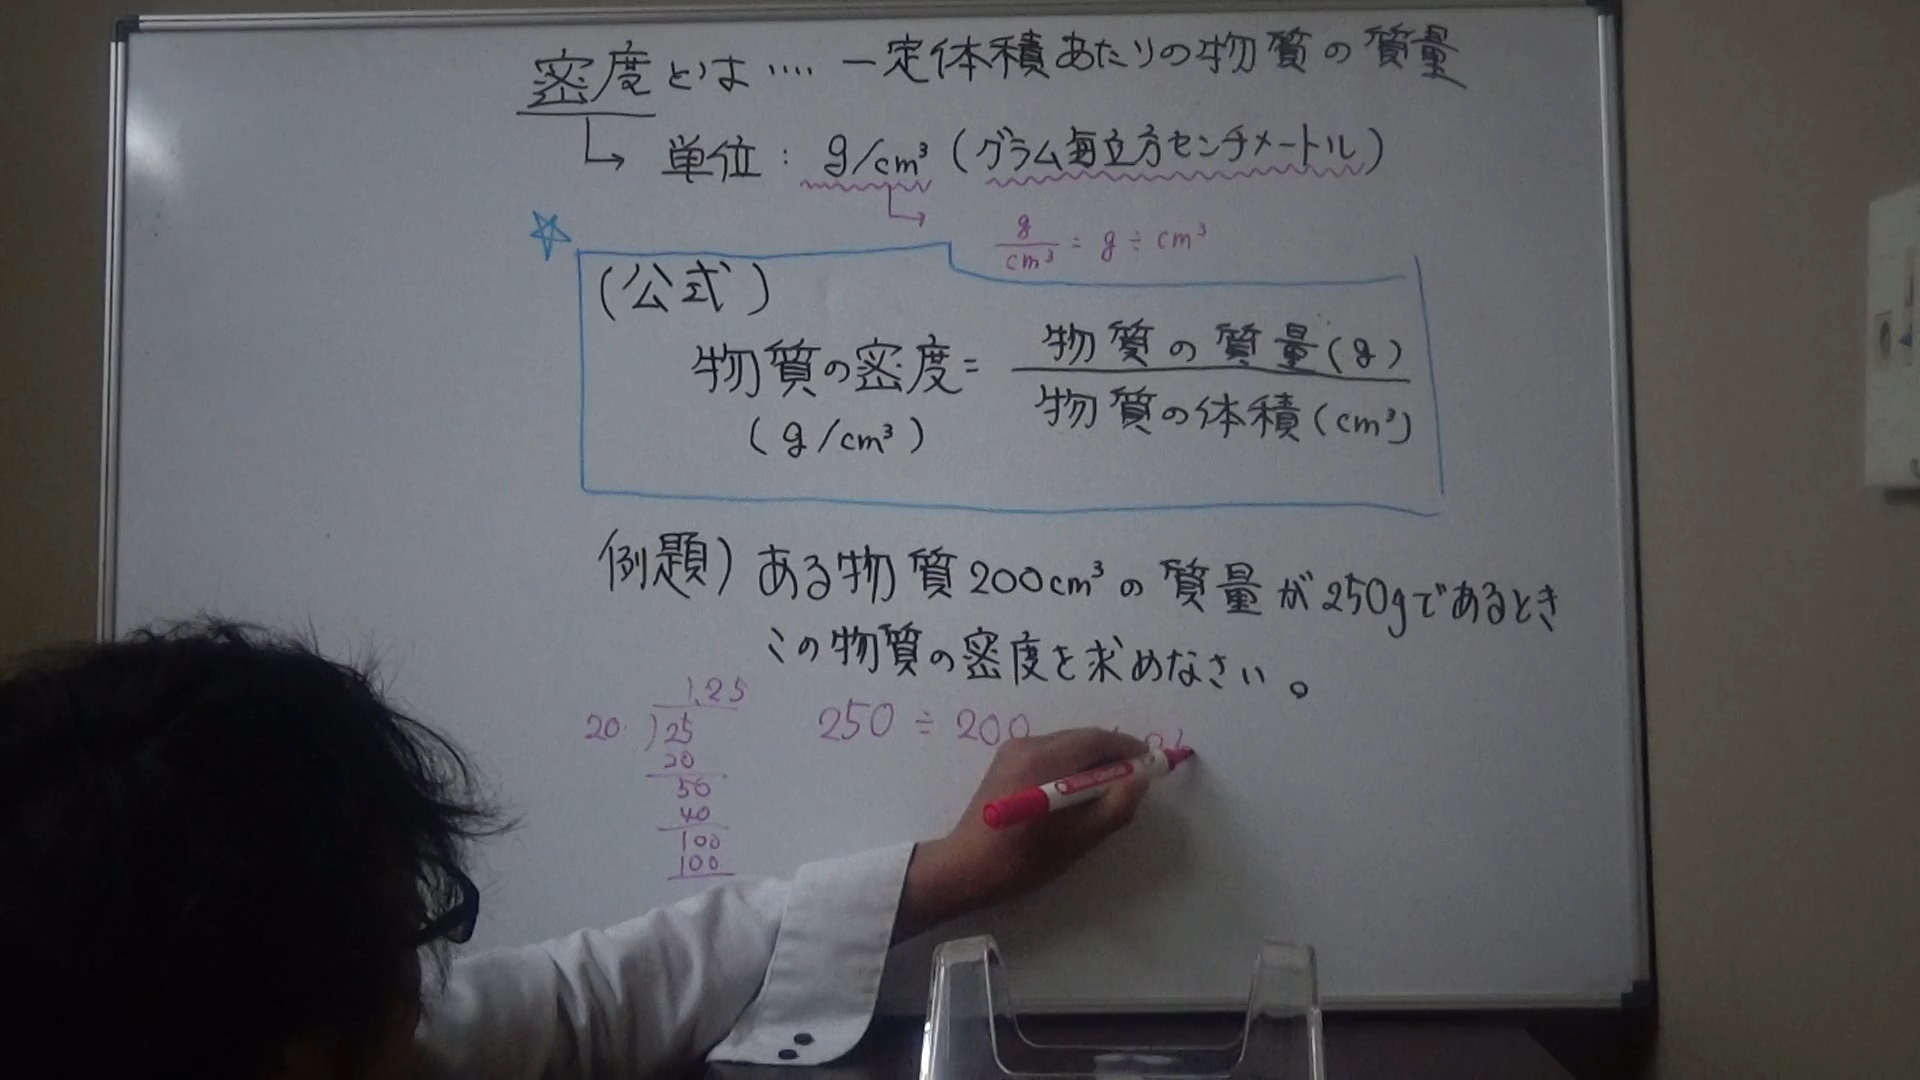 密度とは‥‥一定体積あたりの物質の質量
単位：g/cm³（グラム毎立方センチメートル）
g/cm³ = g ÷ cm³
（公式）
物質の密度 = 物質の質量(g) / 物質の体積(cm³)
(g/cm³)
例題）ある物質200cm³の質量が250gであるとき
この物質の密度を求めなさい。
1.25
20）25
20
50
40
100
100
250 ÷ 200